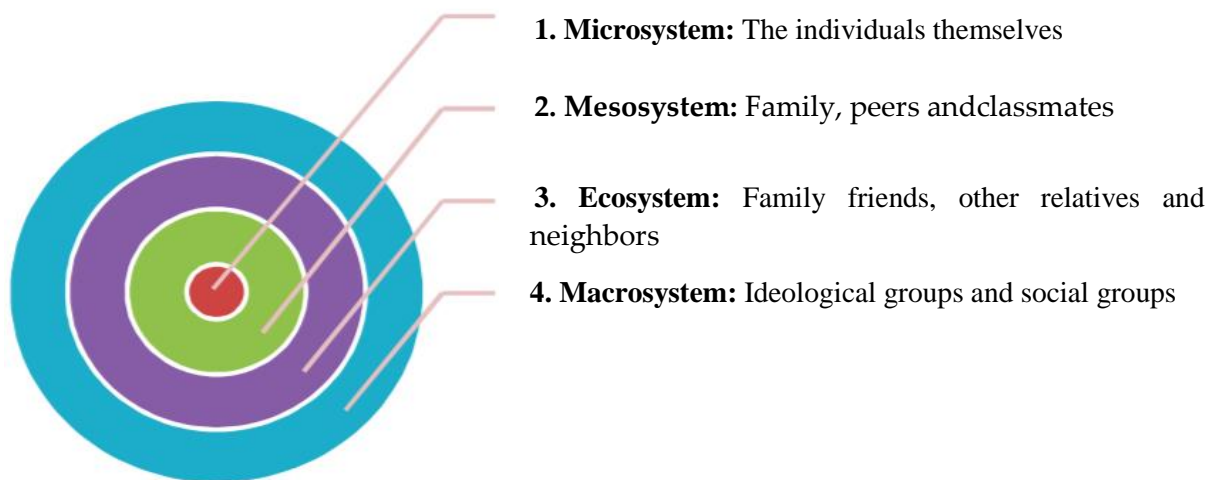 1. Microsystem: The individuals themselves
2. Mesosystem: Family, peers andclassmates
3. Ecosystem: Family friends, other relatives and
neighbors
4. Macrosystem: Ideological groups and social groups